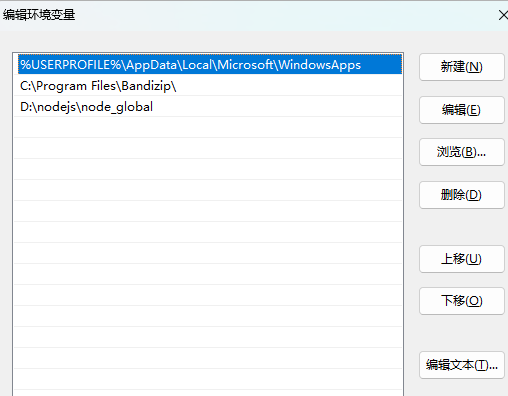 编辑环境变量
%USERPROFILE%\AppData\Local\Microsoft\WindowsApps
C:\Program Files\Bandizip\
D:\nodejs\node_global
新建(N)
编辑(E)
浏览(B)...
删除(D)
上移(U)
下移(O)
编辑文本(T)...